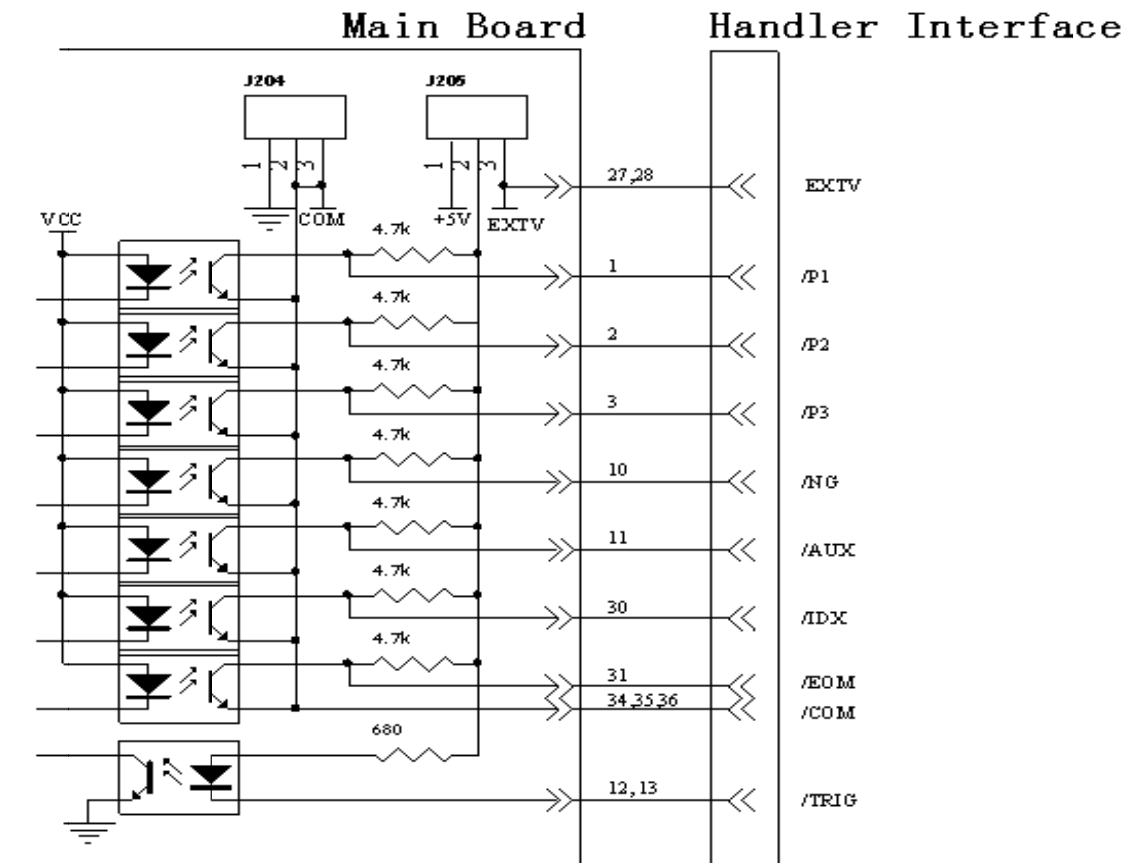 Main Board
Handler Interface
J204
J205
1 2 3
1 2 3
27,28
EXTV
VCC
COM
+5V
EXTV
4.7k
1
/P1
4.7k
2
/P2
4.7k
3
/P3
4.7k
10
/NG
4.7k
11
/AUX
4.7k
30
/IDX
4.7k
31
/EOM
34,35,36
/COM
680
12,13
/TRIG